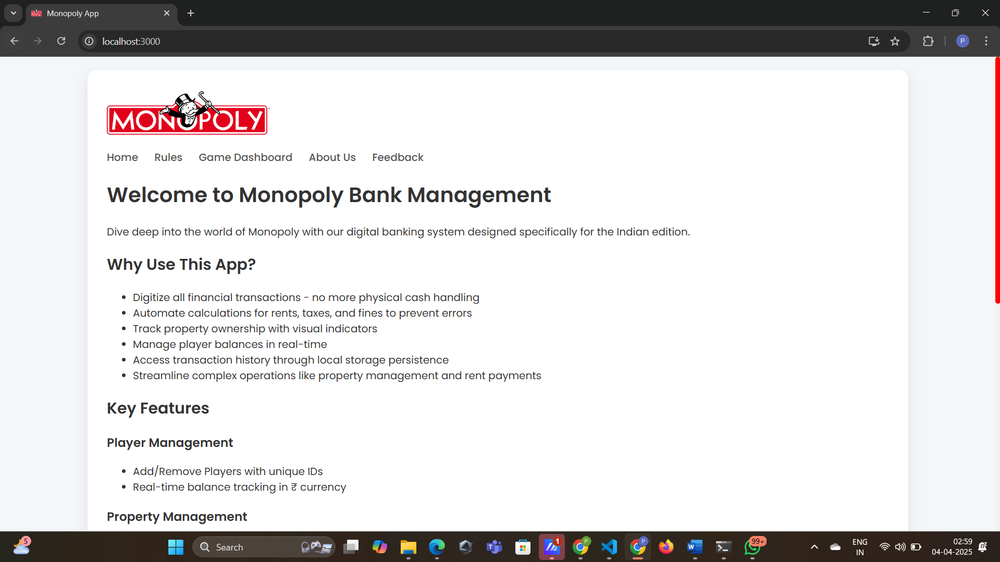 Monopoly App
localhost:3000
P
MONOPOLY
Home Rules Game Dashboard About Us Feedback
Welcome to Monopoly Bank Management
Dive deep into the world of Monopoly with our digital banking system designed specifically for the Indian edition.
Why Use This App?
• Digitize all financial transactions - no more physical cash handling
• Automate calculations for rents, taxes, and fines to prevent errors
• Track property ownership with visual indicators
• Manage player balances in real-time
• Access transaction history through local storage persistence
• Streamline complex operations like property management and rent payments
Key Features
Player Management
• Add/Remove Players with unique IDs
• Real-time balance tracking in ₹ currency
Property Management
5
Search
T
1
P
P
W
99+
ENG
IN
02:59
04-04-2025